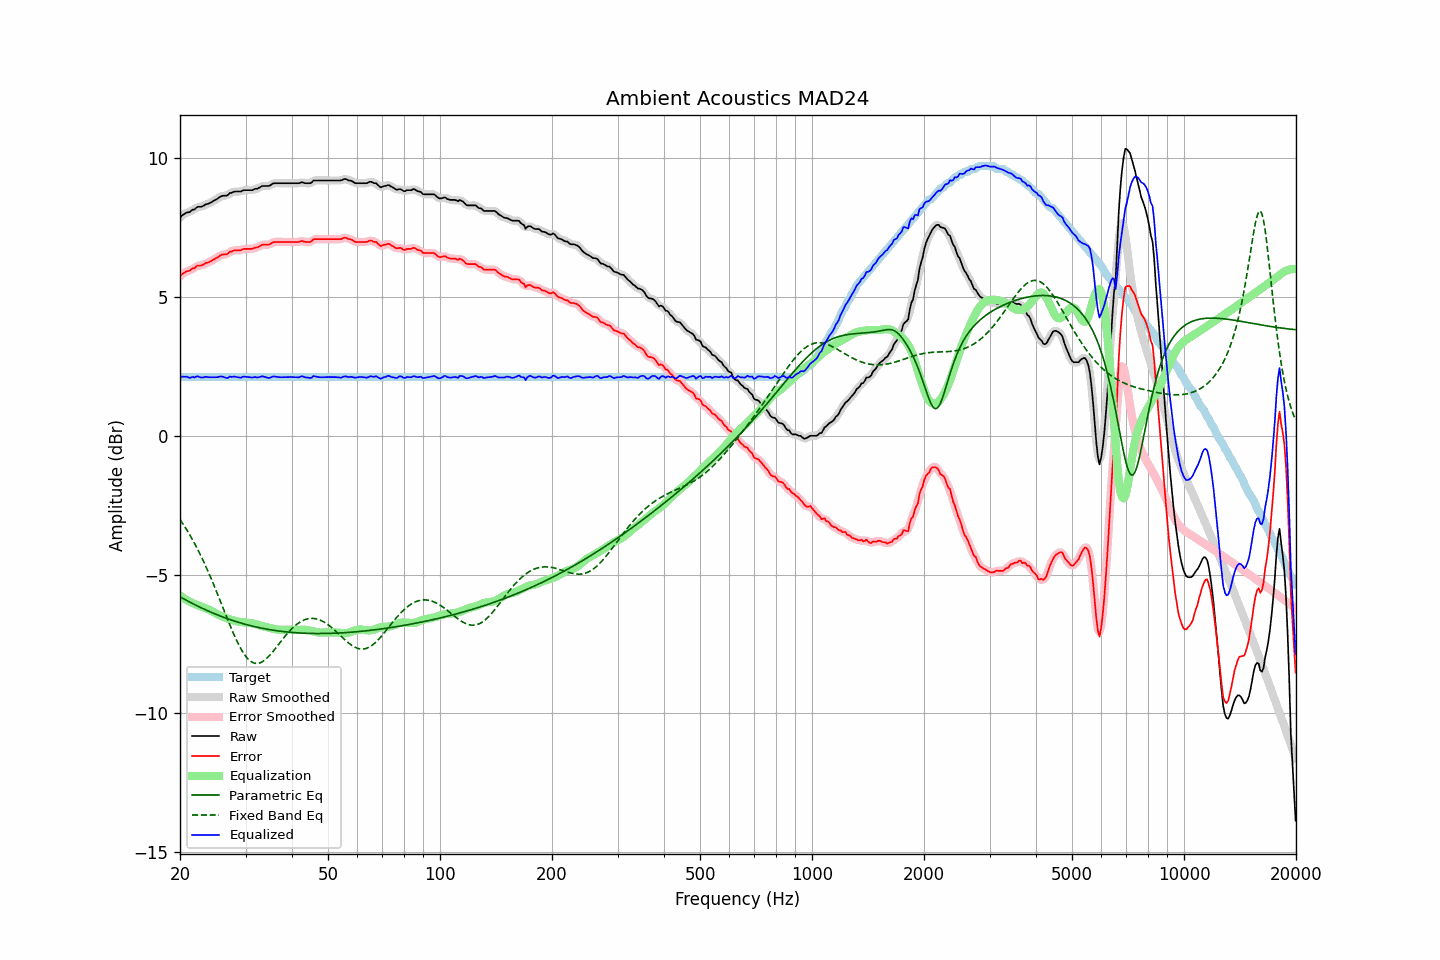 Ambient Acoustics MAD24
Amplitude (dBr)
10
5
0
−5
−10
−15
Target
Raw Smoothed
Error Smoothed
Raw
Error
Equalization
Parametric Eq
Fixed Band Eq
Equalized
20 50 100 200 500 1000 2000 5000 10000 20000
Frequency (Hz)